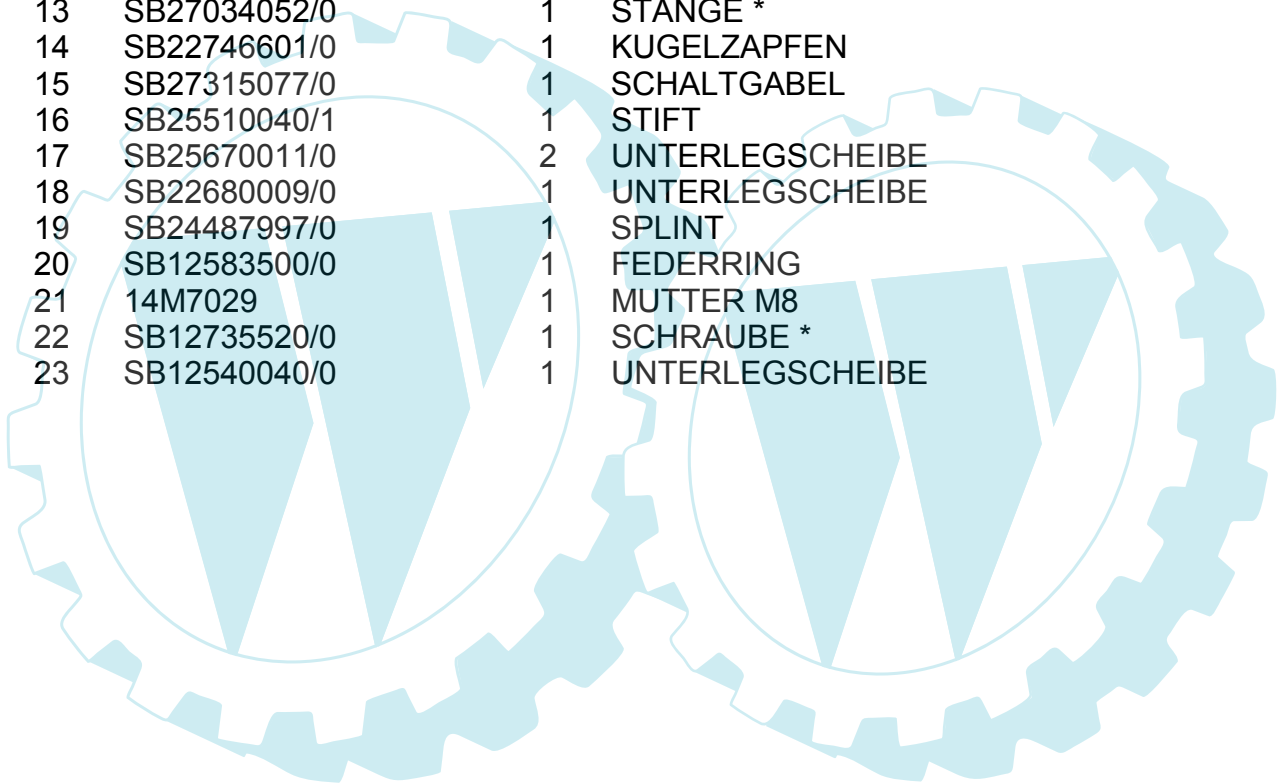 13 SB27034052/0 1 STANGE *
14 SB22746601/0 1 KUGELZAPFEN
15 SB27315077/0 1 SCHALTGABEL
16 SB25510040/1 1 STIFT
17 SB25670011/0 2 UNTERLEGSCHEIBE
18 SB22680009/0 1 UNTERLEGSCHEIBE
19 SB24487997/0 1 SPLINT
20 SB12583500/0 1 FEDERRING
21 14M7029 1 MUTTER M8
22 SB12735520/0 1 SCHRAUBE *
23 SB12540040/0 1 UNTERLEGSCHEIBE